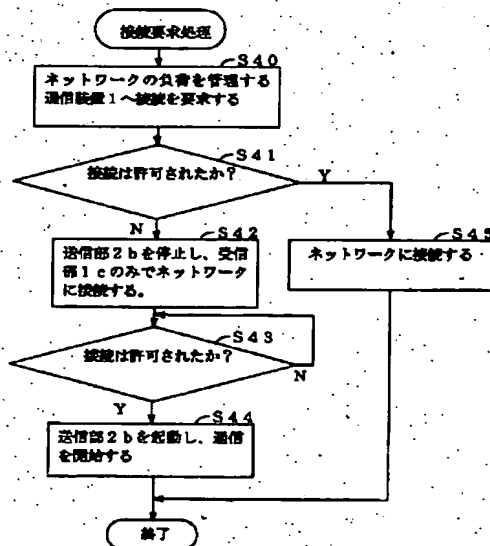 接続要求処理
S40
ネットワークの負荷を管理する
通信装置1へ接続を要求する
S41
接続は許可されたか?
Y
N
S42
送信部2bを停止し、受信
部1cのみでネットワーク
に接続する。
S45
ネットワークに接続する
S43
接続は許可されたか?
N
Y
S44
送信部2bを起動し、通信
を開始する
終了